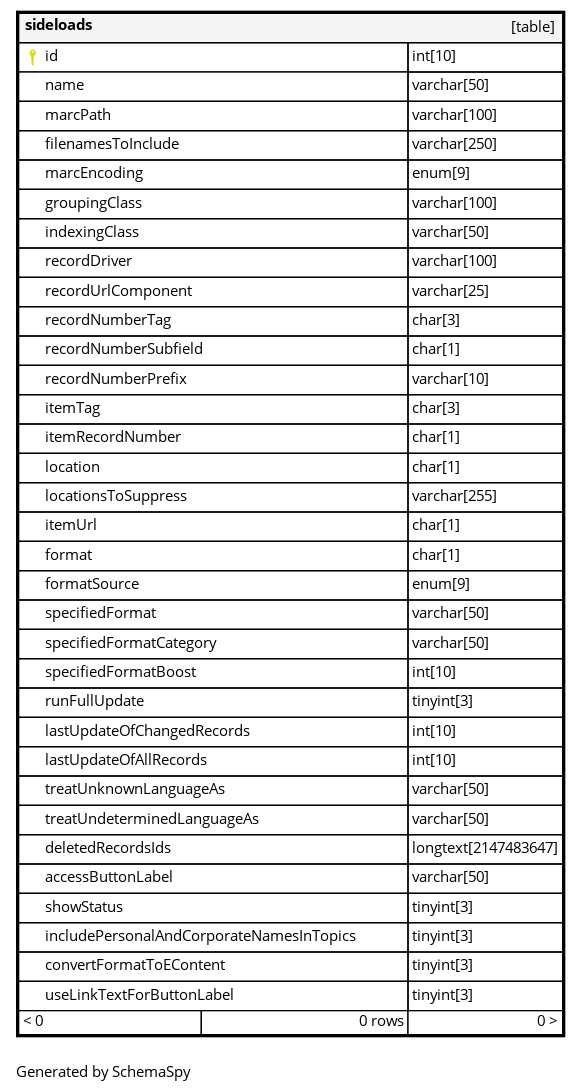 sideloads [table]
id int[10]
name varchar[50]
marcPath varchar[100]
filenamesToInclude varchar[250]
marcEncoding enum[9]
groupingClass varchar[100]
indexingClass varchar[50]
recordDriver varchar[100]
recordUrlComponent varchar[25]
recordNumberTag char[3]
recordNumberSubfield char[1]
recordNumberPrefix varchar[10]
itemTag char[3]
itemRecordNumber char[1]
location char[1]
locationsToSuppress varchar[255]
itemUrl char[1]
format char[1]
formatSource enum[9]
specifiedFormat varchar[50]
specifiedFormatCategory varchar[50]
specifiedFormatBoost int[10]
runFullUpdate tinyint[3]
lastUpdateOfChangedRecords int[10]
lastUpdateOfAllRecords int[10]
treatUnknownLanguageAs varchar[50]
treatUndeterminedLanguageAs varchar[50]
deletedRecordsIds longtext[2147483647]
accessButtonLabel varchar[50]
showStatus tinyint[3]
includePersonalAndCorporateNamesInTopics tinyint[3]
convertFormatToEContent tinyint[3]
useLinkTextForButtonLabel tinyint[3]
< 0 0 rows 0 >
Generated by SchemaSpy